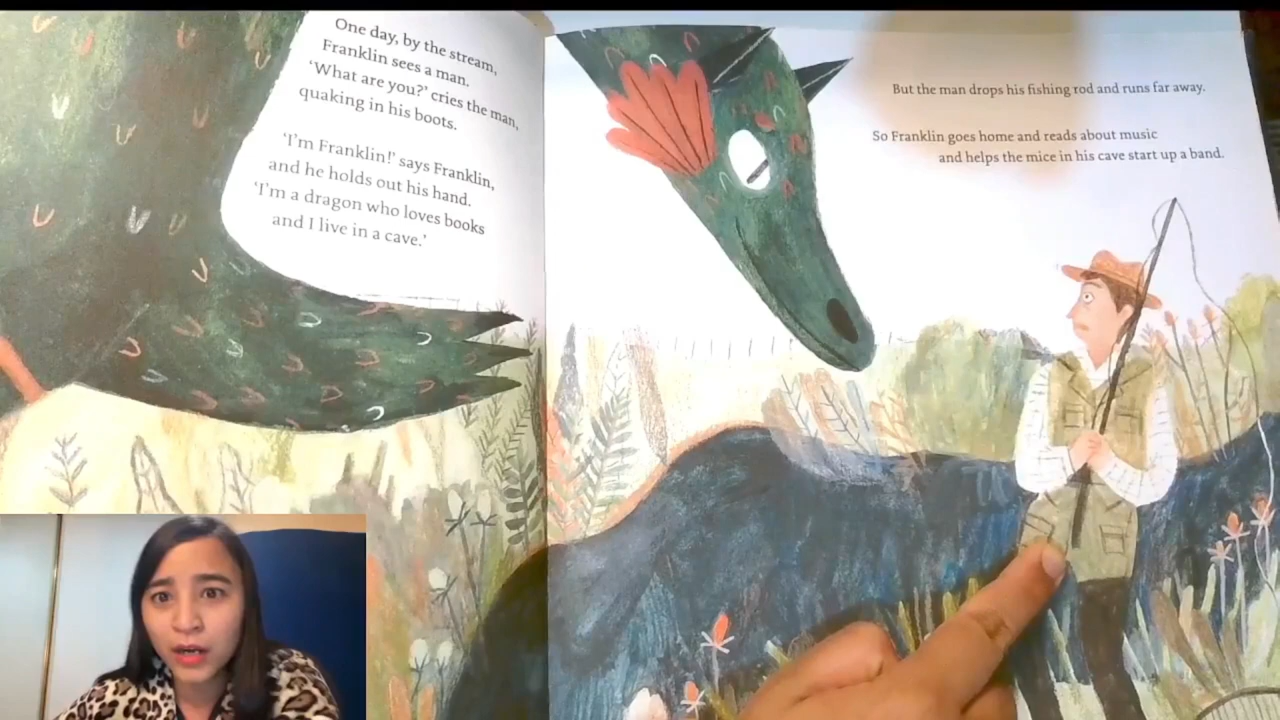 One day, by the stream,
Franklin sees a man.
‘What are you?’ cries the man,
quaking in his boots.
‘I’m Franklin!’ says Franklin,
and he holds out his hand.
‘I’m a dragon who loves books
and I live in a cave.’
But the man drops his fishing rod and runs far away.
So Franklin goes home and reads about music
and helps the mice in his cave start up a band.